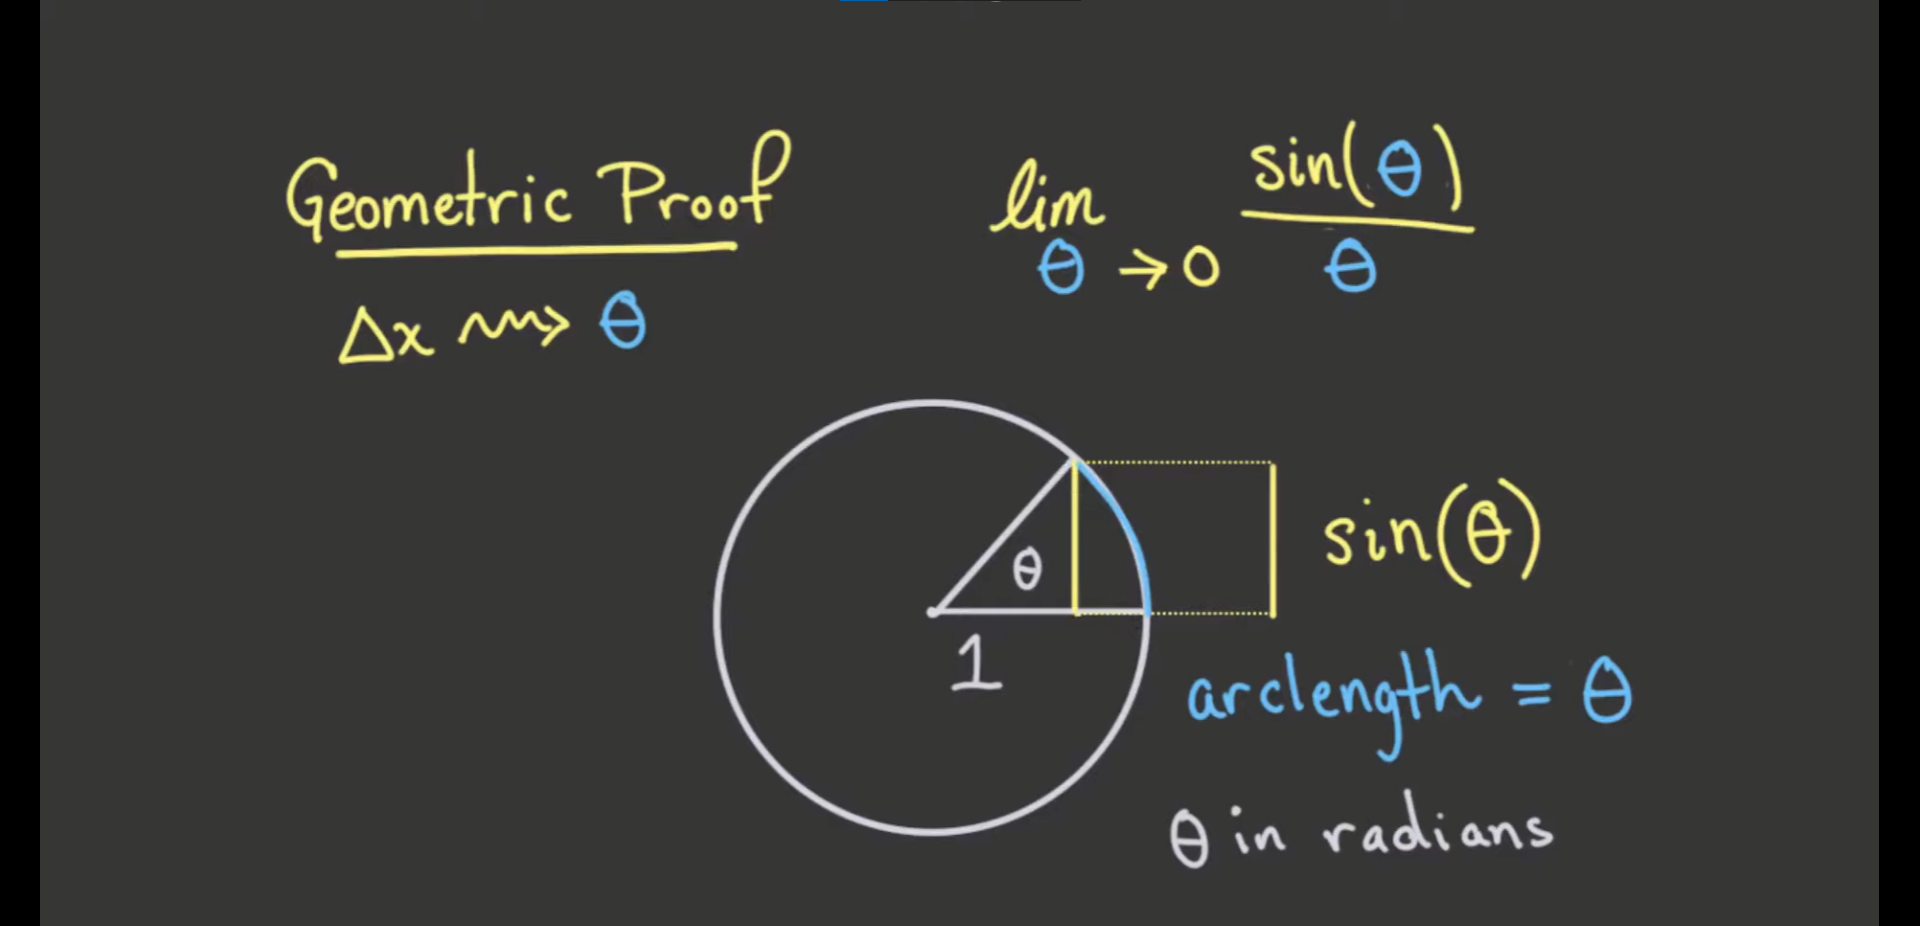 Geometric Proof
Δx ⟿ θ
lim θ → 0 sin(θ) / θ
θ
1
sin(θ)
arclength = θ
θ in radians